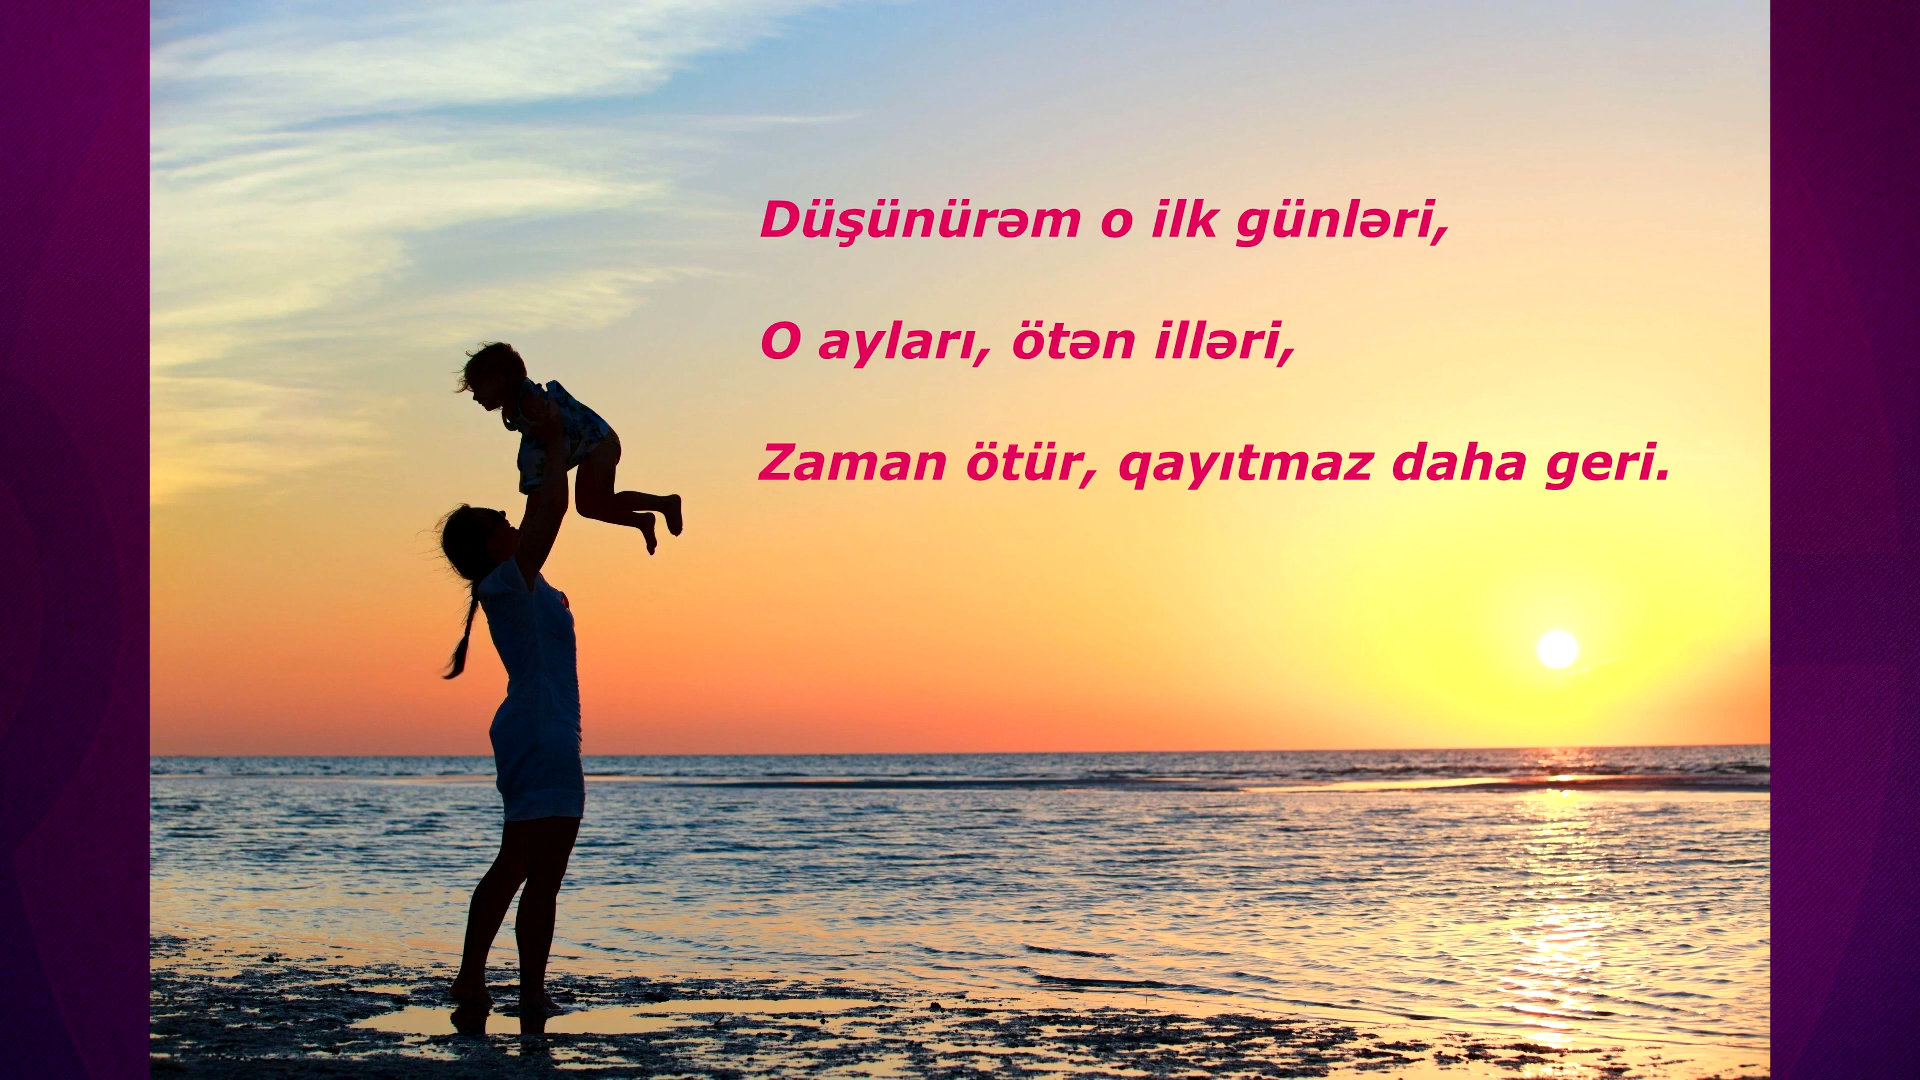 Düşünürəm o ilk günləri,
O ayları, ötən illəri,
Zaman ötür, qayıtmaz daha geri.